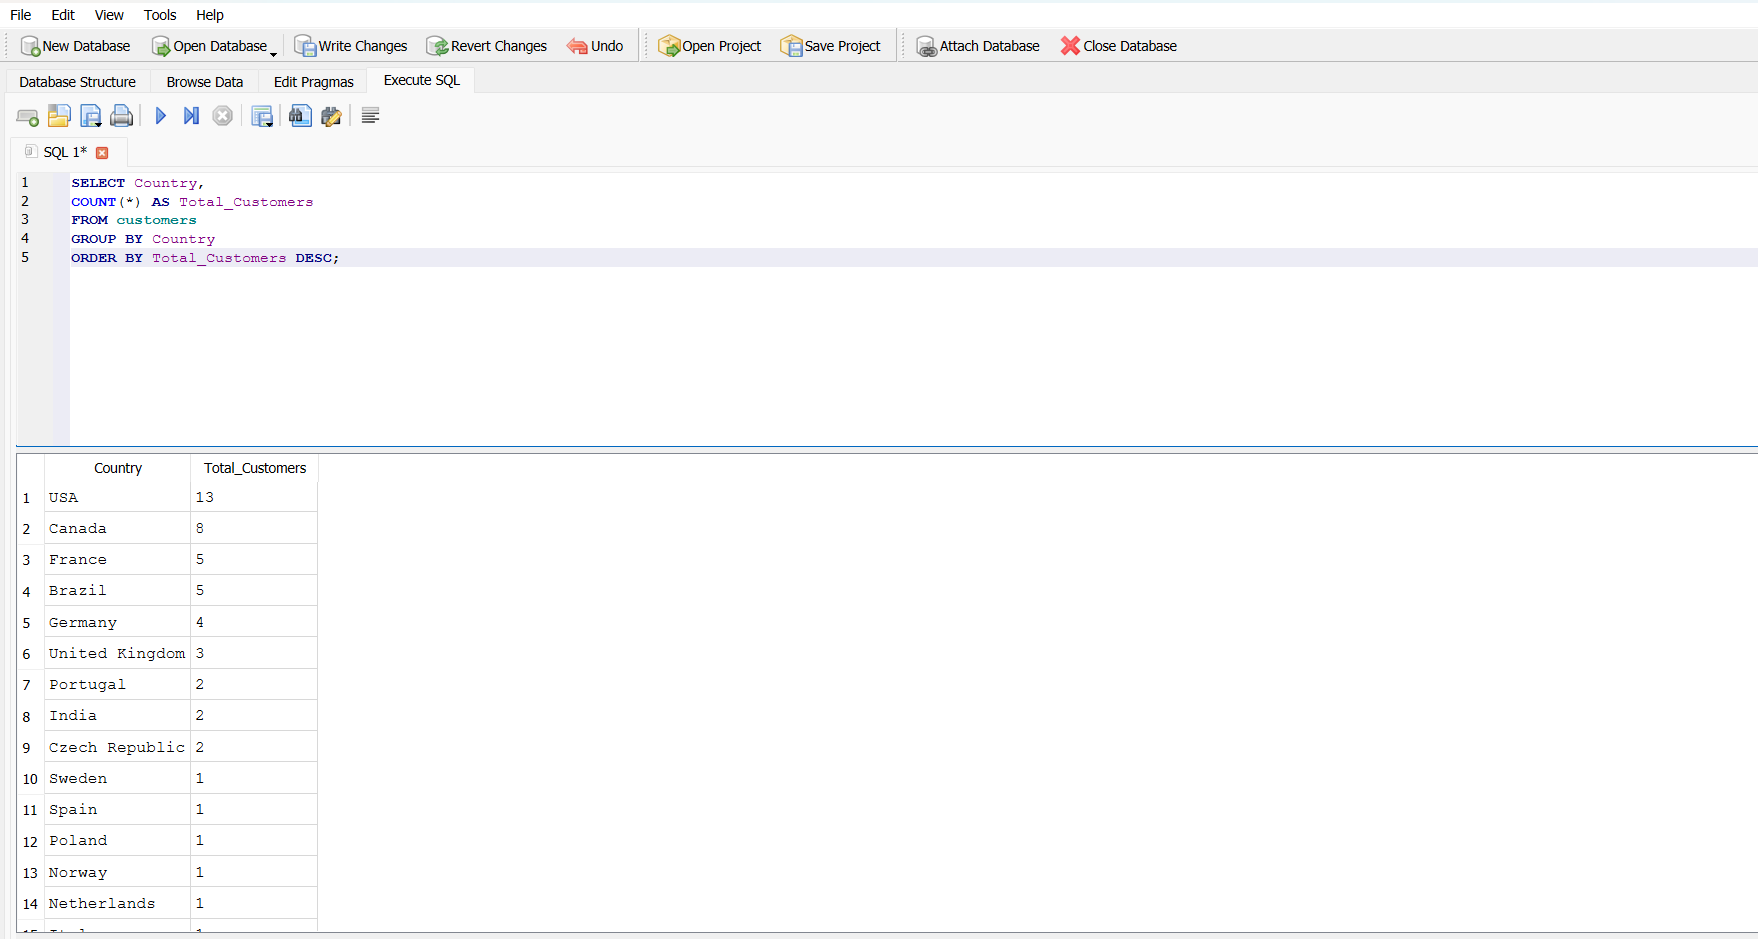 File Edit View Tools Help
New Database Open Database Write Changes Revert Changes Undo Open Project Save Project Attach Database Close Database
Database Structure Browse Data Edit Pragmas Execute SQL
SQL 1*
1 SELECT Country,
2 COUNT(*) AS Total_Customers
3 FROM customers
4 GROUP BY Country
5 ORDER BY Total_Customers DESC;
Country Total_Customers
1 USA 13
2 Canada 8
3 France 5
4 Brazil 5
5 Germany 4
6 United Kingdom 3
7 Portugal 2
8 India 2
9 Czech Republic 2
10 Sweden 1
11 Spain 1
12 Poland 1
13 Norway 1
14 Netherlands 1